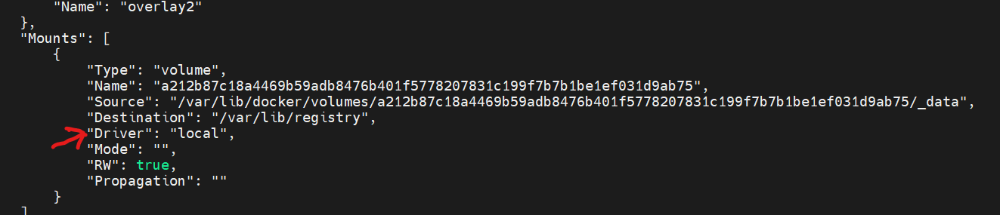 "Name": "overlay2"
},
"Mounts": [
{
"Type": "volume",
"Name": "a212b87c18a4469b59adb8476b401f5778207831c199f7b7b1be1ef031d9ab75",
"Source": "/var/lib/docker/volumes/a212b87c18a4469b59adb8476b401f5778207831c199f7b7b1be1ef031d9ab75/_data",
"Destination": "/var/lib/registry",
"Driver": "local",
"Mode": "",
"RW": true,
"Propagation": ""
}
]